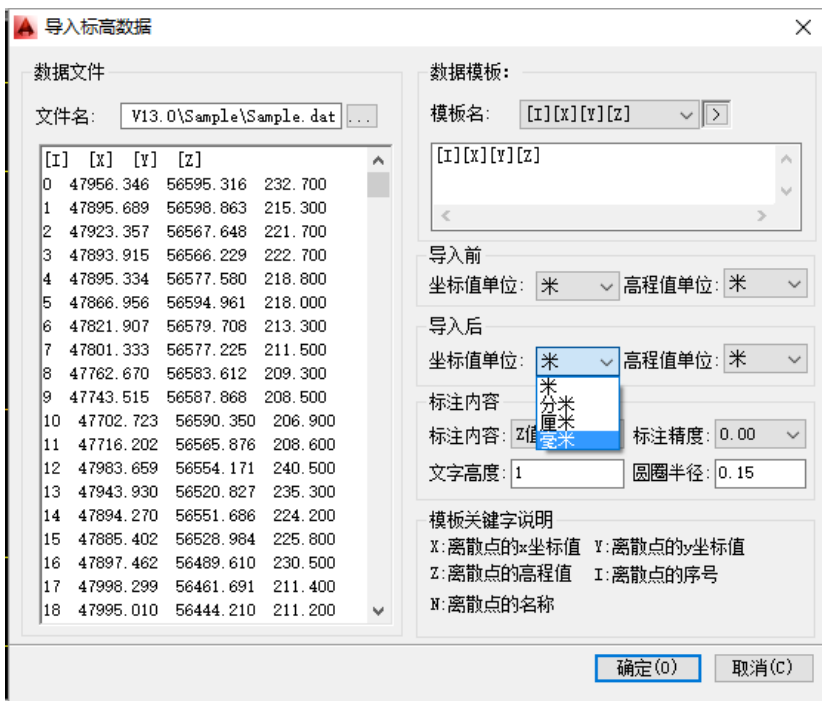 导入标高数据
数据文件
文件名: V13.0\Sample\Sample.dat ...
[I] [X] [Y] [Z]
0 47956.346 56595.316 232.700
1 47895.689 56598.863 215.300
2 47923.357 56567.648 221.700
3 47893.915 56566.229 222.700
4 47895.334 56577.580 218.800
5 47866.956 56594.961 218.000
6 47821.907 56579.708 213.300
7 47801.333 56577.225 211.500
8 47762.670 56583.612 209.300
9 47743.515 56587.868 208.500
10 47702.723 56590.350 206.900
11 47716.202 56565.876 208.600
12 47983.659 56554.171 240.500
13 47943.930 56520.827 235.300
14 47894.270 56551.686 224.200
15 47885.402 56528.984 225.800
16 47897.462 56489.610 230.500
17 47998.299 56461.691 211.400
18 47995.010 56444.210 211.200
数据模板:
模板名: [I][X][Y][Z] >
[I][X][Y][Z]
导入前
坐标值单位: 米 高程值单位: 米
导入后
坐标值单位: 米 高程值单位: 米
米
分米
厘米
毫米
标注内容
标注内容: Z值 标注精度: 0.00
文字高度: 1 圆圈半径: 0.15
模板关键字说明
X:离散点的x坐标值 Y:离散点的y坐标值
Z:离散点的高程值 I:离散点的序号
N:离散点的名称
确定(O) 取消(C)